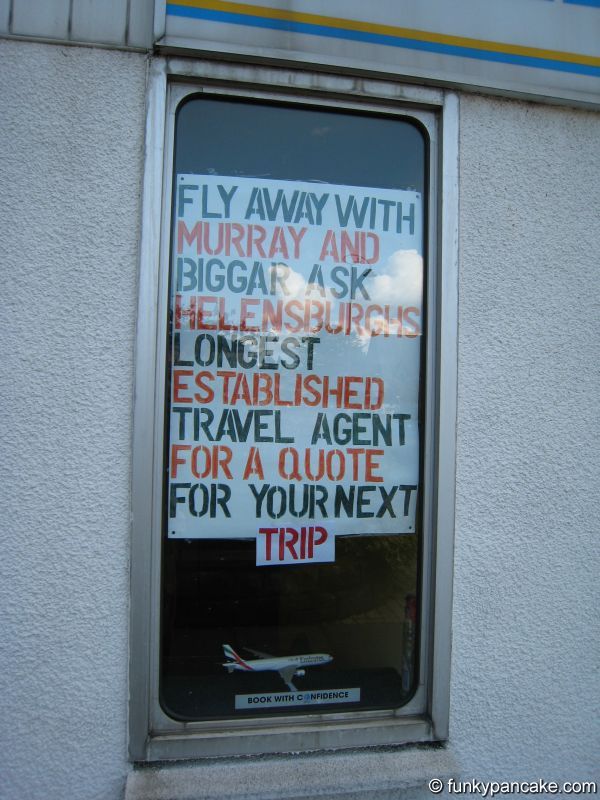 FLY AWAY WITH
MURRAY AND
BIGGAR ASK
HELENSBURGHS
LONGEST
ESTABLISHED
TRAVEL AGENT
FOR A QUOTE
FOR YOUR NEXT
TRIP
Emirates
BOOK WITH CONFIDENCE
© funkypancake.com